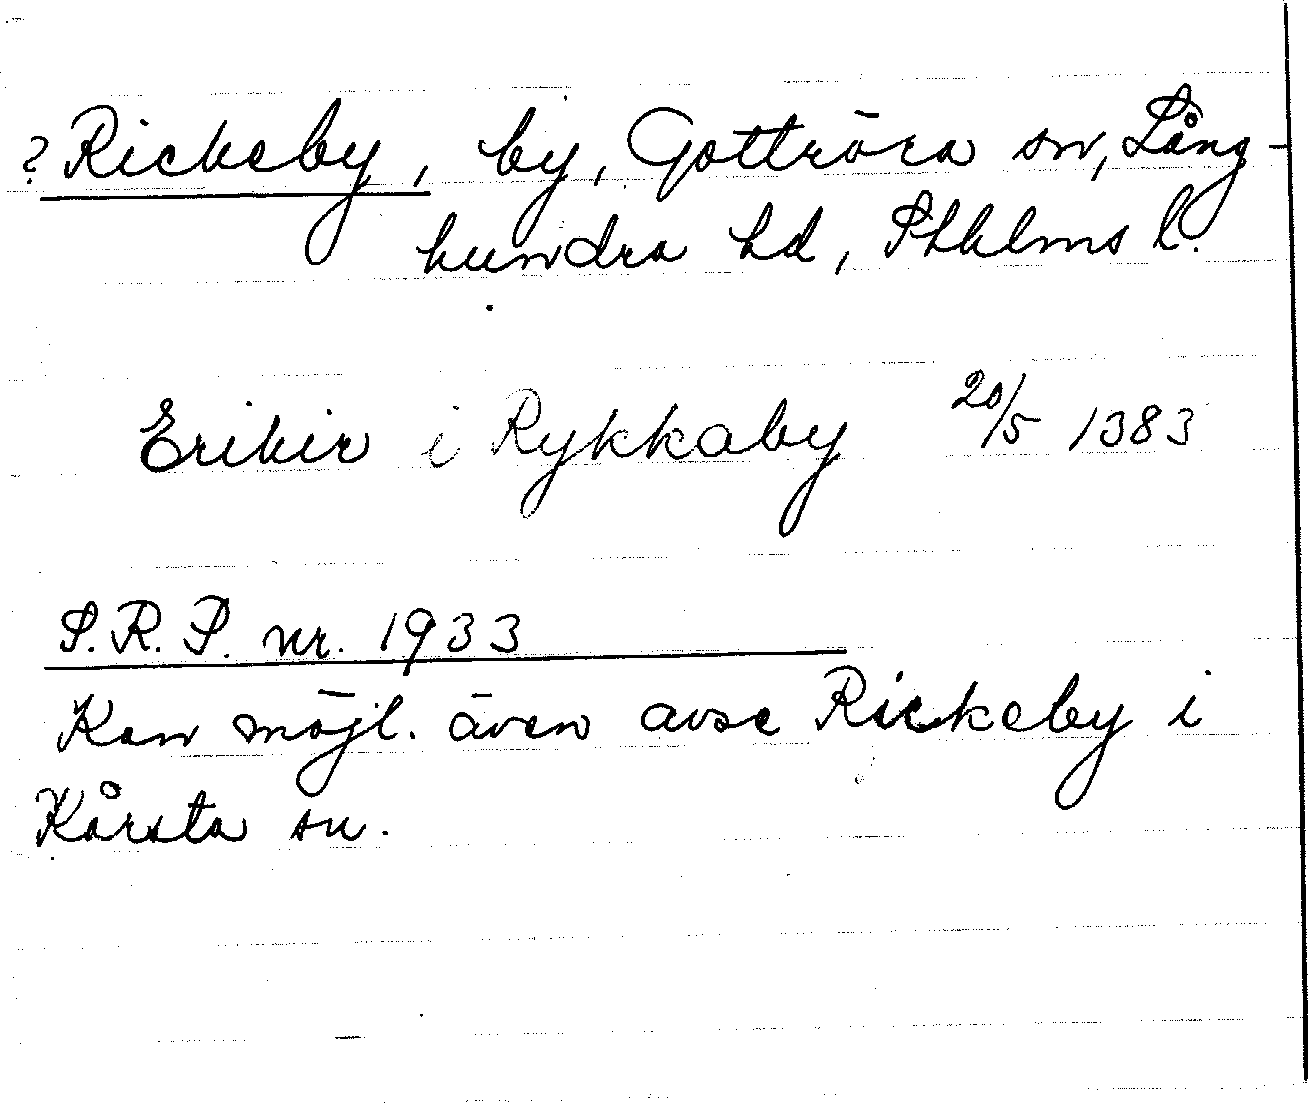 ? Rickeby, by, Gottröra sn, Lång-
hundra hd, Sthlms l.
Erikir i Rykkaby 20/5 1383
S.R.P. nr. 1933
Kan möjl. även avse Rickeby i
Kårsta sn.